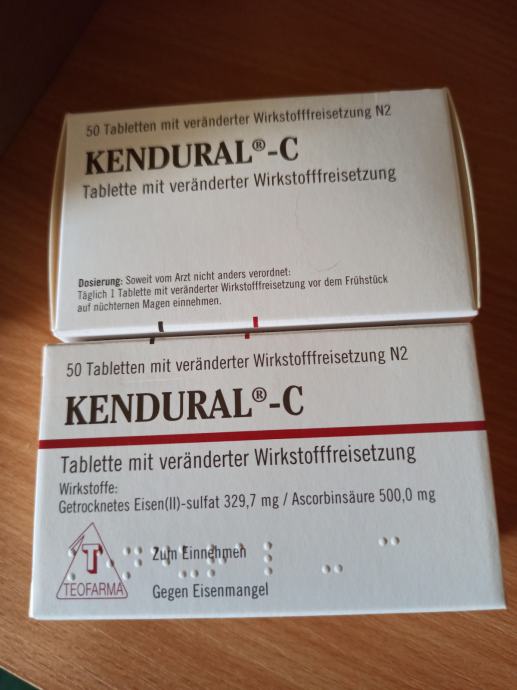 50 Tabletten mit veränderter Wirkstofffreisetzung N2
KENDURAL®-C
Tablette mit veränderter Wirkstofffreisetzung
Dosierung: Soweit vom Arzt nicht anders verordnet:
Täglich 1 Tablette mit veränderter Wirkstofffreisetzung vor dem Frühstück
auf nüchternen Magen einnehmen.
50 Tabletten mit veränderter Wirkstofffreisetzung N2
KENDURAL®-C
Tablette mit veränderter Wirkstofffreisetzung
Wirkstoffe:
Getrocknetes Eisen(II)-sulfat 329,7 mg / Ascorbinsäure 500,0 mg
T
Zum Einnehmen
TEOFARMA
Gegen Eisenmangel